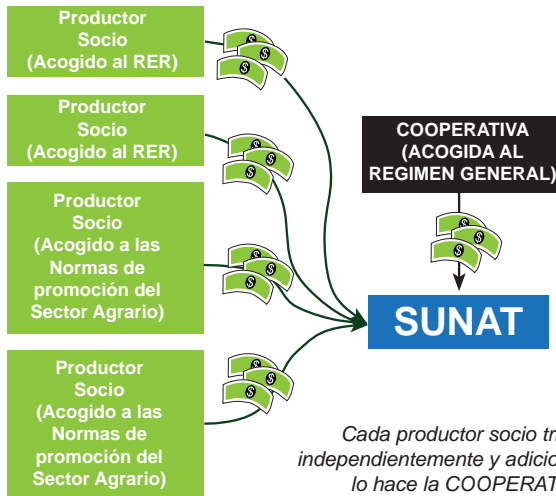 Productor
Socio
(Acogido al RER)
Productor
Socio
(Acogido al RER)
Productor
Socio
(Acogido a las
Normas de
promoción del
Sector Agrario)
Productor
Socio
(Acogido a las
Normas de
promoción del
Sector Agrario)
COOPERATIVA
(ACOGIDA AL
REGIMEN GENERAL)
SUNAT
Cada productor socio
independientemente y
lo hace la